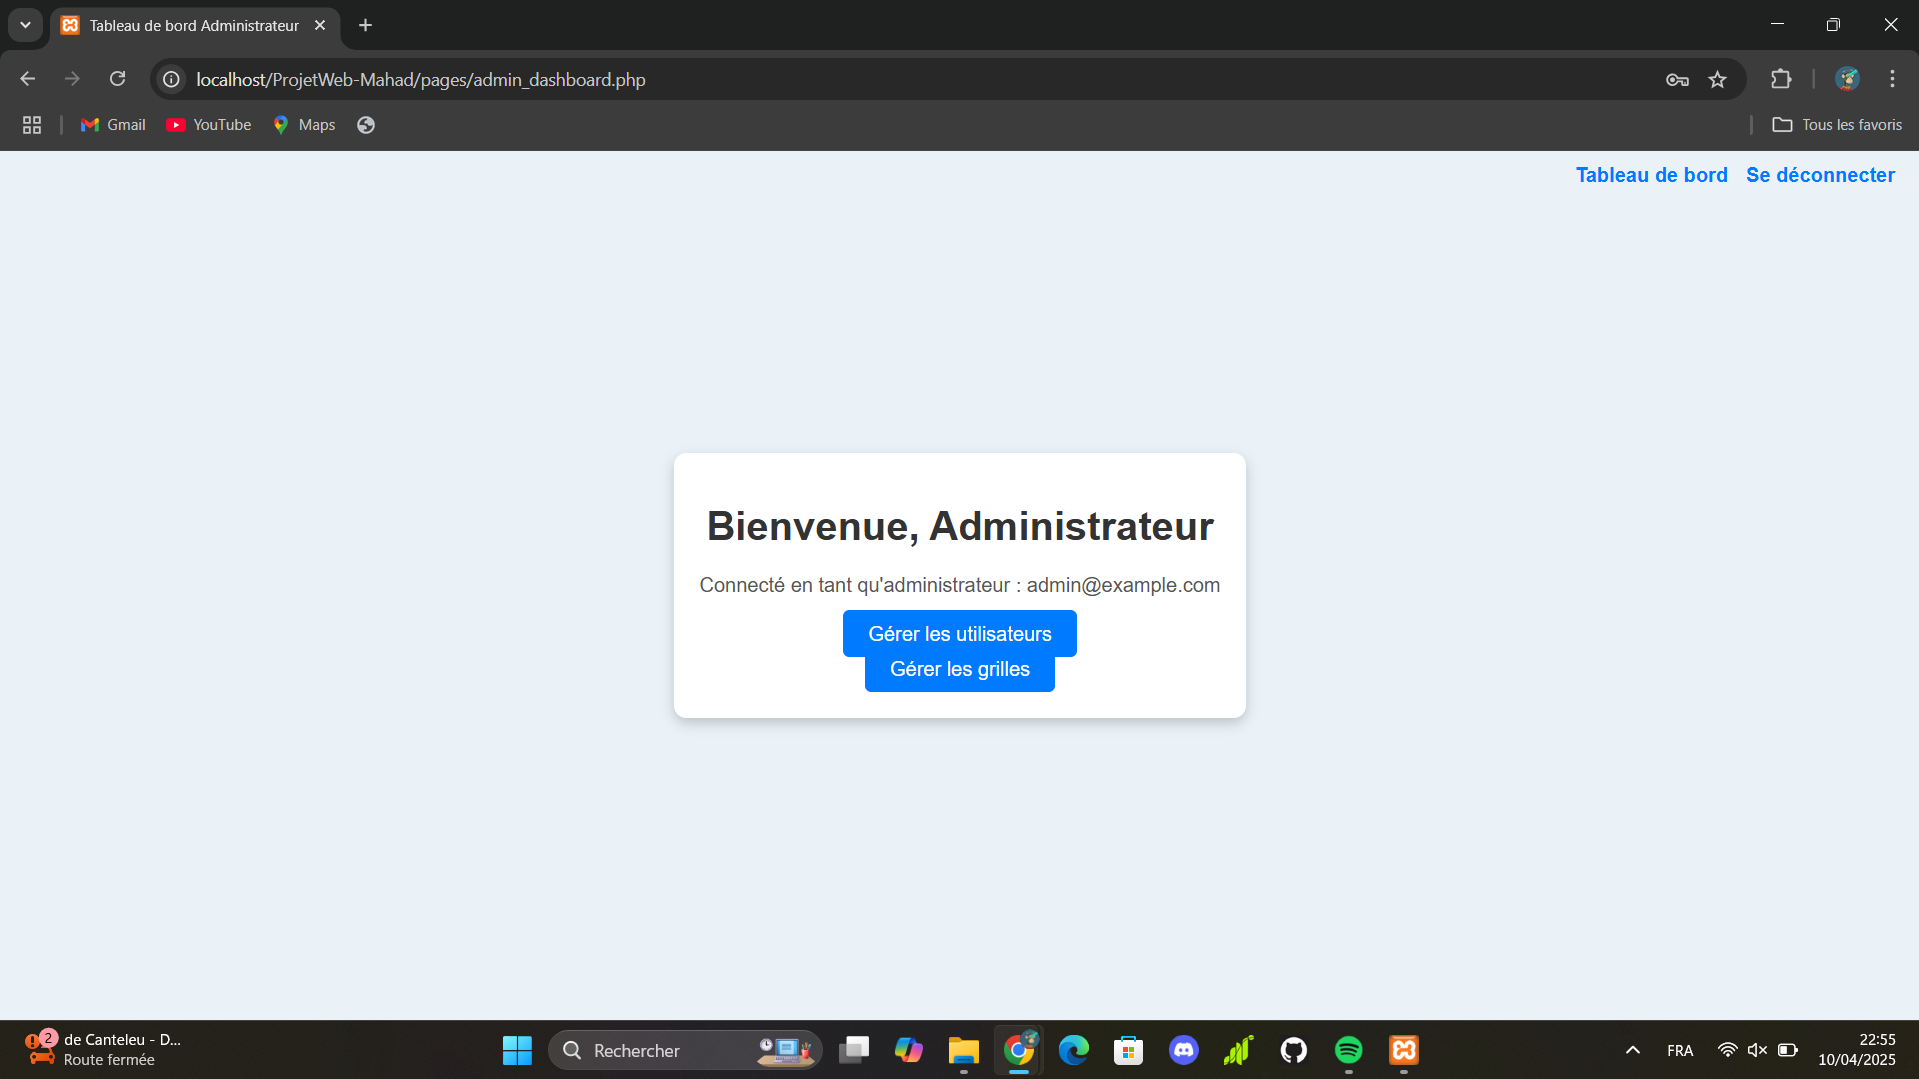 Tableau de bord Administrateur
localhost/ProjetWeb-Mahad/pages/admin_dashboard.php
Gmail
YouTube
Maps
Tous les favoris
Tableau de bord
Se déconnecter
Bienvenue, Administrateur
Connecté en tant qu'administrateur : admin@example.com
Gérer les utilisateurs
Gérer les grilles
2
de Canteleu - D...
Route fermée
Rechercher
FRA
22:55
10/04/2025